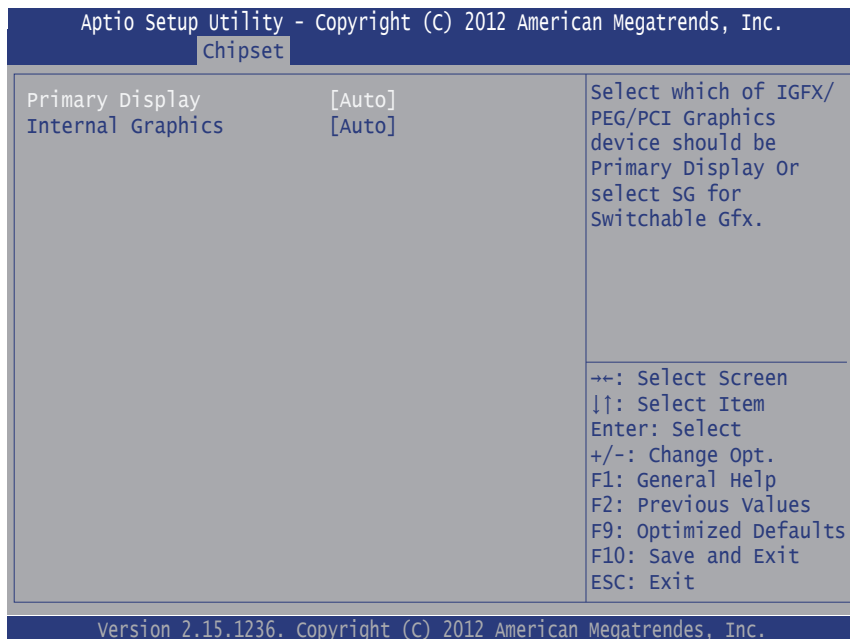 Aptio Setup Utility - Copyright (C) 2012 American Megatrends, Inc.
Chipset
Primary Display [Auto]
Internal Graphics [Auto]
Select which of IGFX/
PEG/PCI Graphics
device should be
Primary Display Or
select SG for
Switchable Gfx.
→←: Select Screen
↓↑: Select Item
Enter: Select
+/-: Change Opt.
F1: General Help
F2: Previous Values
F9: Optimized Defaults
F10: Save and Exit
ESC: Exit
Version 2.15.1236. Copyright (C) 2012 American Megatrendes, Inc.